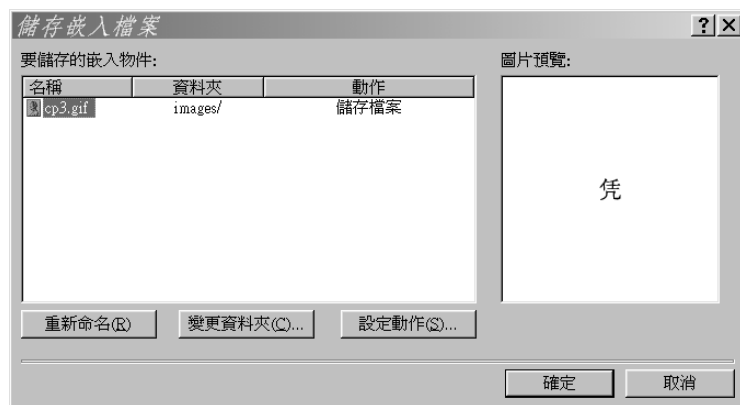 儲存嵌入檔案
要儲存的嵌入物件:
圖片預覽:
名稱 資料夾 動作
cp3.gif images/ 儲存檔案
凭
重新命名(R) 變更資料夾(C)... 設定動作(S)...
確定 取消